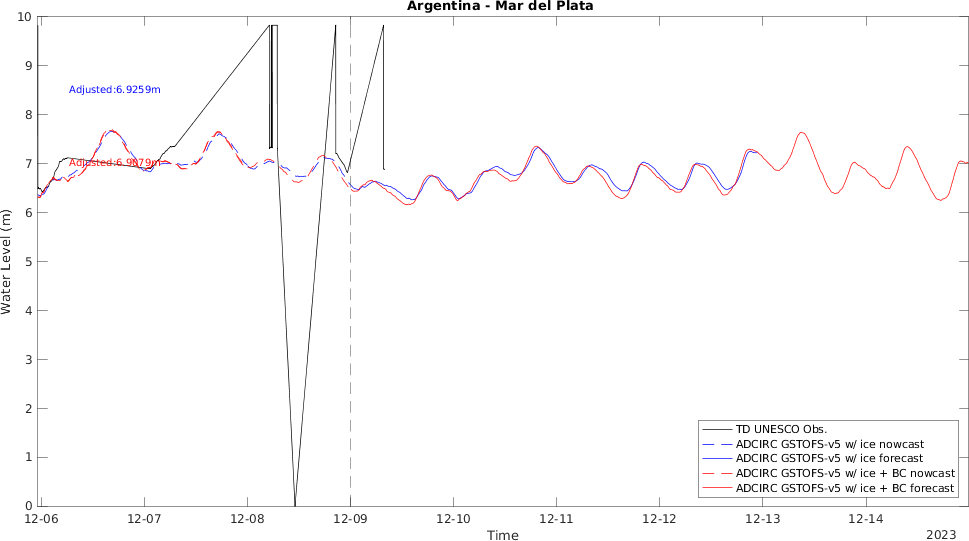 Argentina - Mar del Plata
10
9
8
7
6
5
4
3
2
1
0
Water Level (m)
Adjusted:6.9259m
Adjusted:6.9079m
TD UNESCO Obs.
ADCIRC GSTOFS-v5 w/ ice nowcast
ADCIRC GSTOFS-v5 w/ ice forecast
ADCIRC GSTOFS-v5 w/ ice + BC nowcast
ADCIRC GSTOFS-v5 w/ ice + BC forecast
12-06 12-07 12-08 12-09 12-10 12-11 12-12 12-13 12-14
Time
2023